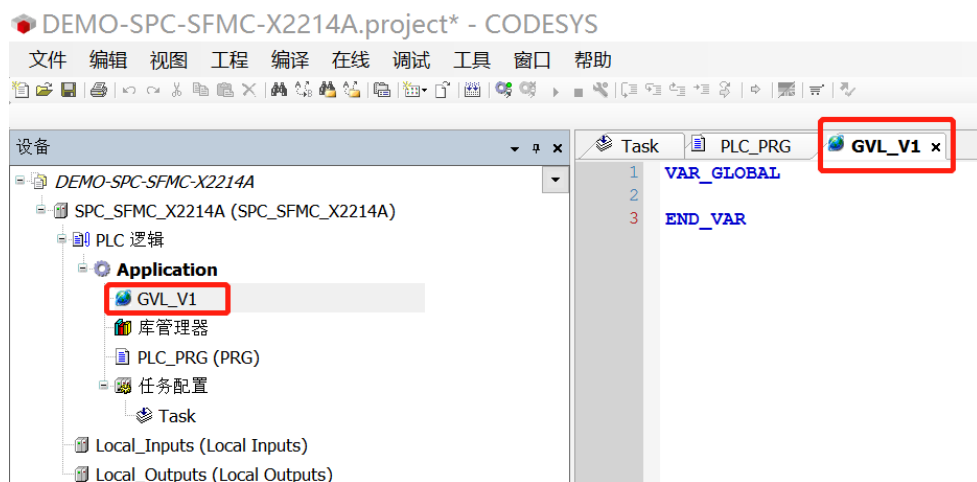 DEMO-SPC-SFMC-X2214A.project* - CODESYS
文件 编辑 视图 工程 编译 在线 调试 工具 窗口 帮助
设备
Task PLC_PRG GVL_V1 ×
DEMO-SPC-SFMC-X2214A
SPC_SFMC_X2214A (SPC_SFMC_X2214A)
PLC 逻辑
Application
GVL_V1
库管理器
PLC_PRG (PRG)
任务配置
Task
Local_Inputs (Local Inputs)
Local_Outputs (Local Outputs)
1 VAR_GLOBAL
2
3 END_VAR